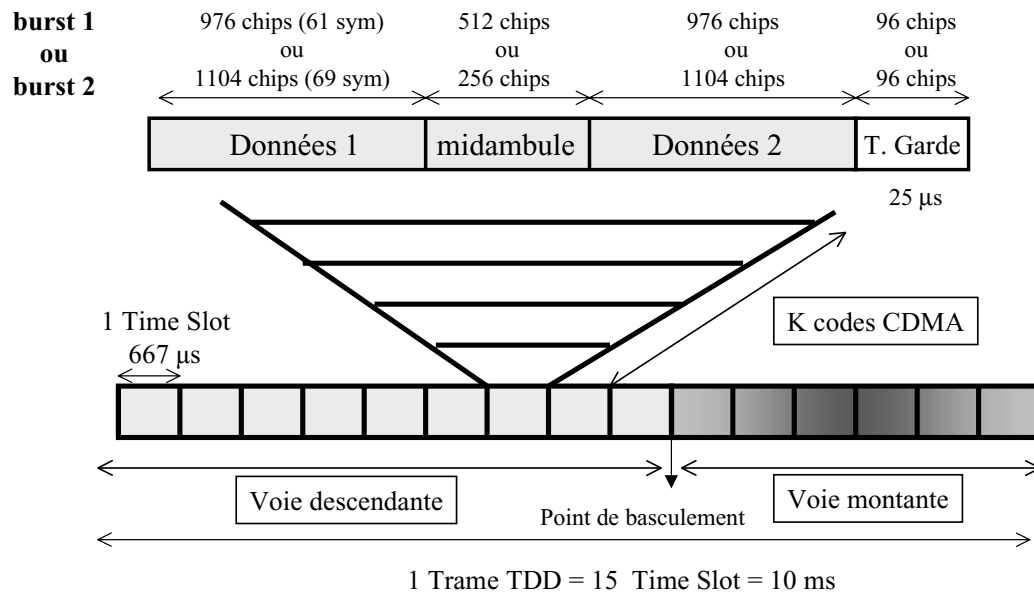 burst 1
ou
burst 2
976 chips (61 sym)
ou
1104 chips (69 sym)
512 chips
ou
256 chips
976 chips
ou
1104 chips
96 chips
ou
96 chips
Données 1
midambule
Données 2
T. Garde
25 µs
1 Time Slot
667 µs
K codes CDMA
Voie descendante
Point de basculement
Voie montante
1 Trame TDD = 15 Time Slot = 10 ms